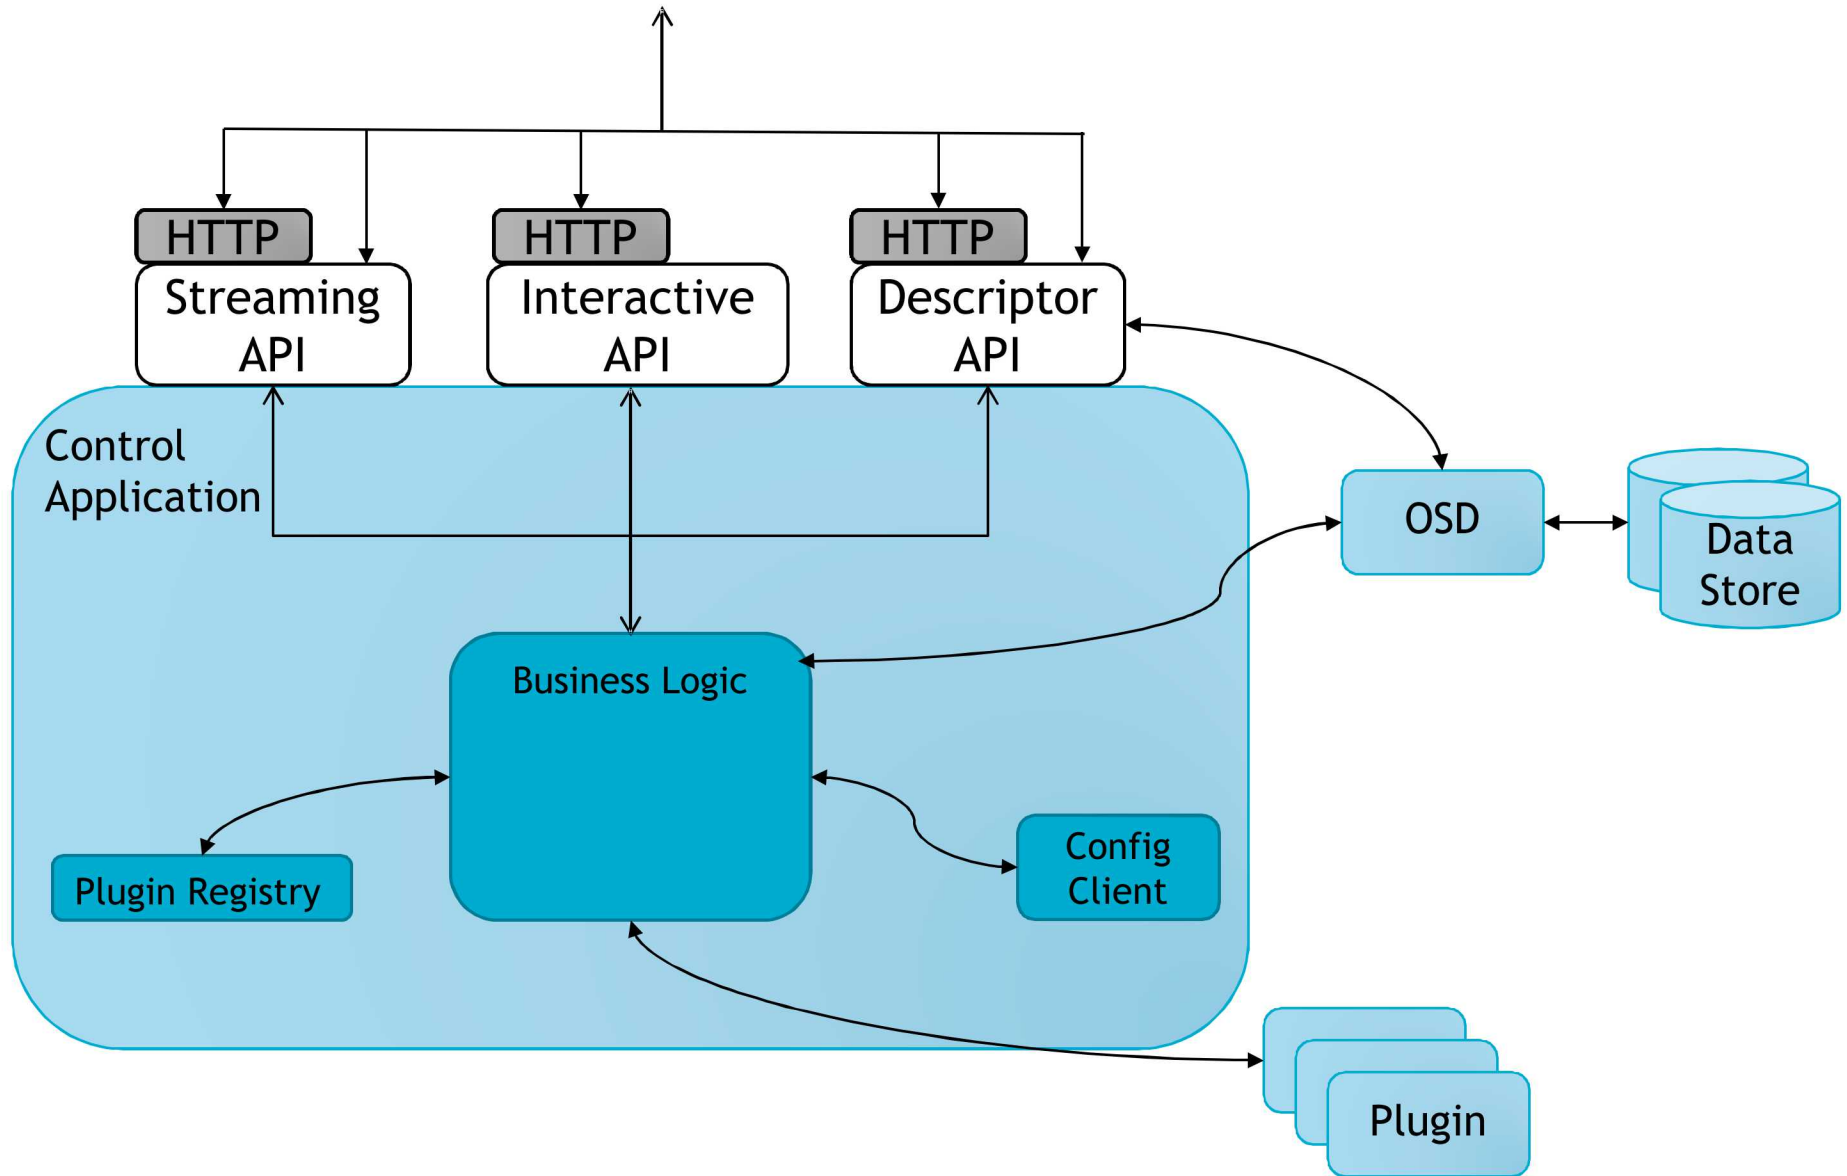 HTTP
HTTP
HTTP
Streaming
API
Interactive
API
Descriptor
API
Control
Application
OSD
Data
Store
Business Logic
Config
Client
Plugin Registry
Plugin